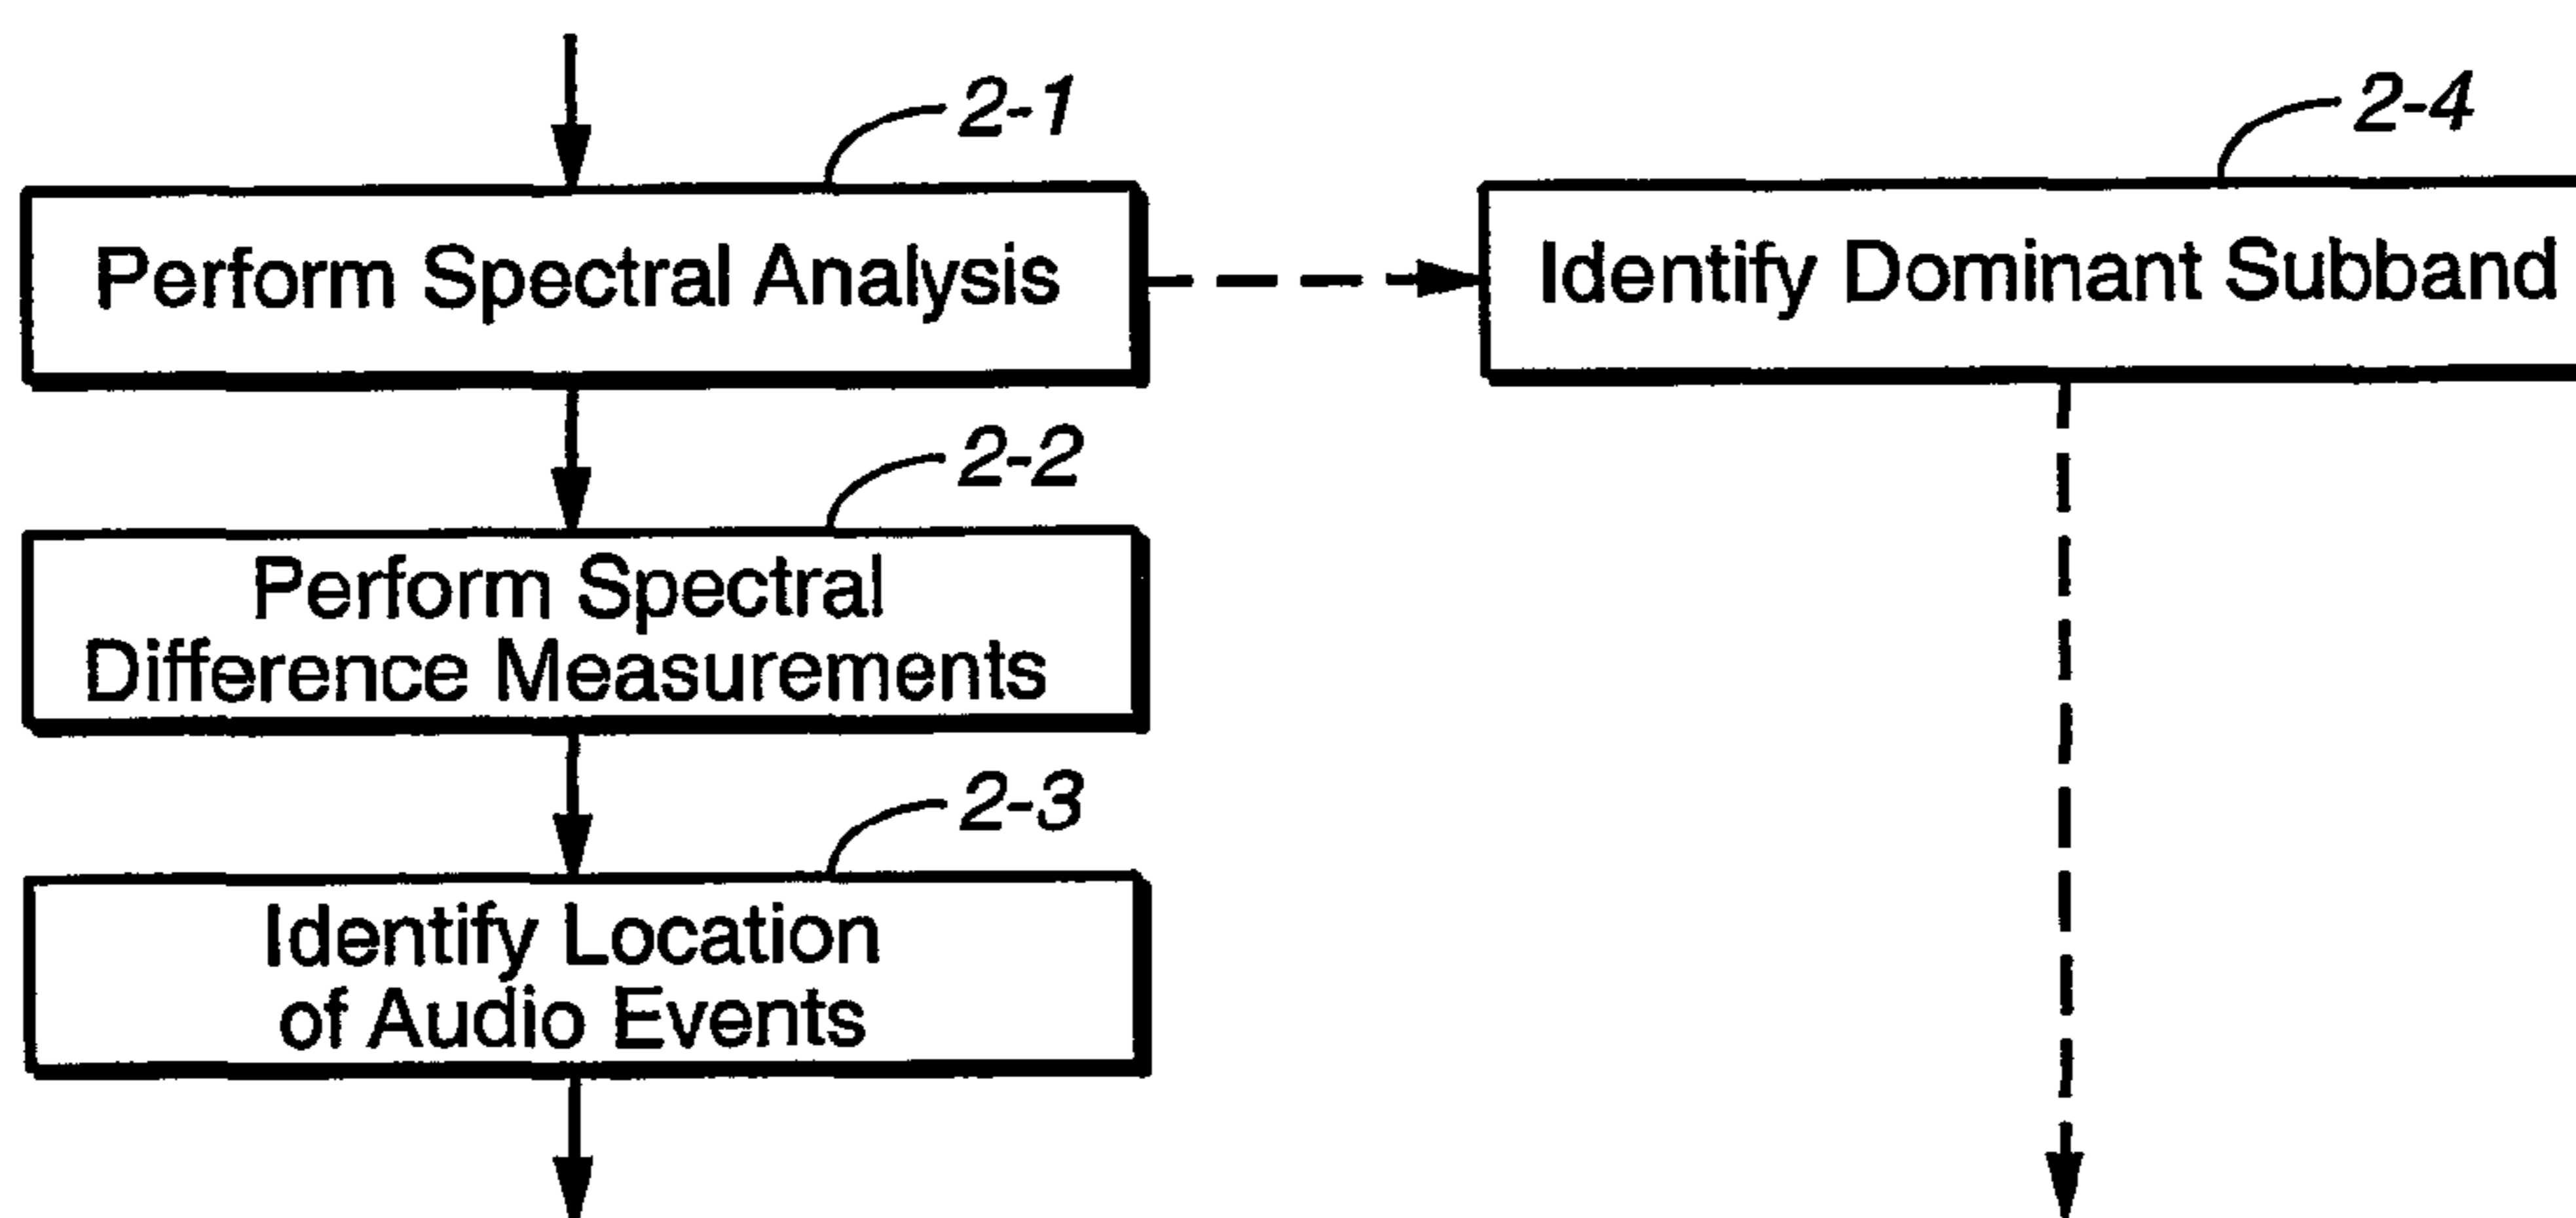 2-1
Perform Spectral Analysis
2-4
Identify Dominant Subband
2-2
Perform Spectral
Difference Measurements
2-3
Identify Location
of Audio Events